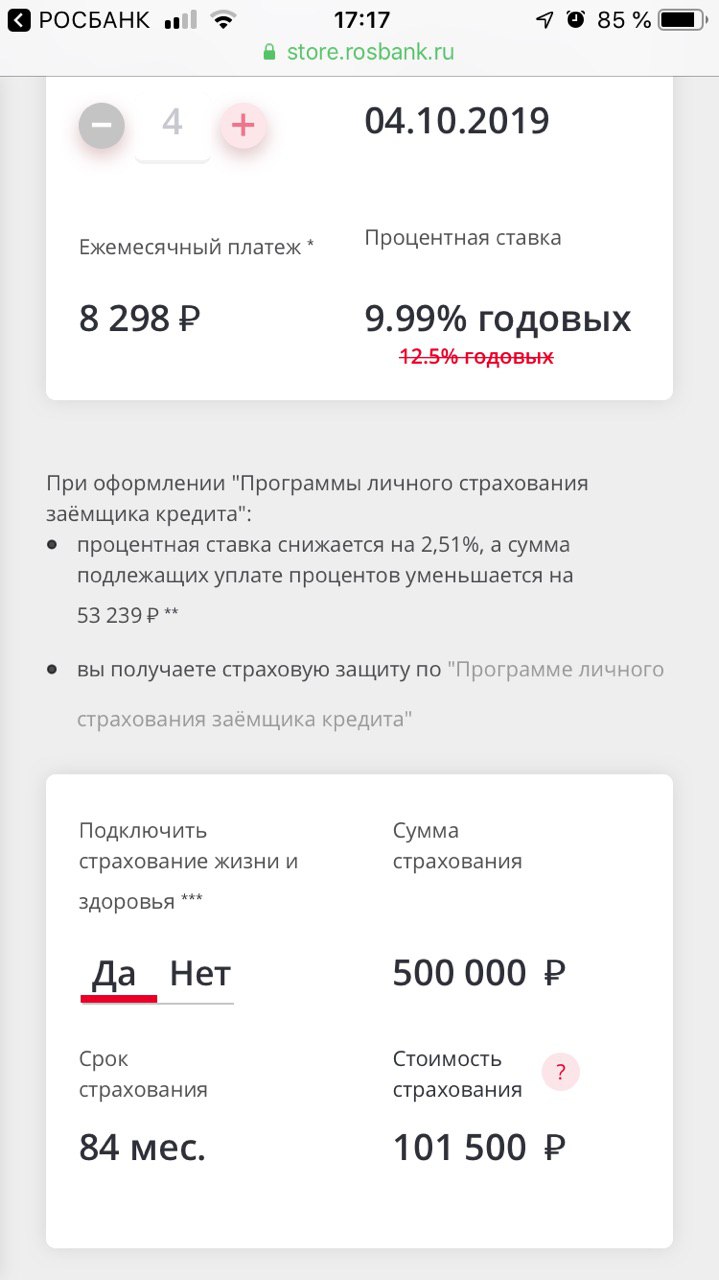 РОСБАНК 17:17 85 %
store.rosbank.ru
− 4 + 04.10.2019
Ежемесячный платеж * Процентная ставка
8 298 ₽ 9.99% годовых
12.5% годовых
При оформлении "Программы личного страхования
заёмщика кредита":
• процентная ставка снижается на 2,51%, а сумма
подлежащих уплате процентов уменьшается на
53 239 ₽ **
• вы получаете страховую защиту по "Программе личного
страхования заёмщика кредита"
Подключить
страхование жизни и
здоровья ***
Сумма
страхования
Да Нет 500 000 ₽
Срок
страхования
Стоимость
страхования
?
84 мес. 101 500 ₽